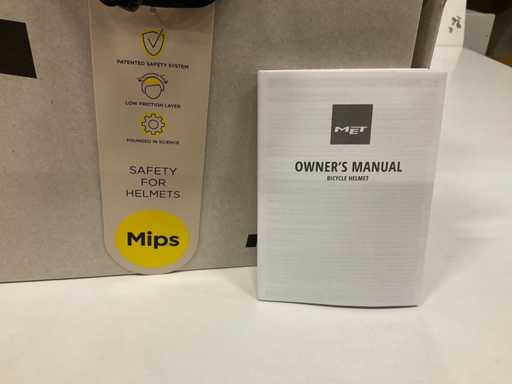 PATENTED SAFETY SYSTEM
LOW FRICTION LAYER
FOUNDED IN SCIENCE
SAFETY
FOR
HELMETS
Mips
MET
OWNER'S MANUAL
BICYCLE HELMET